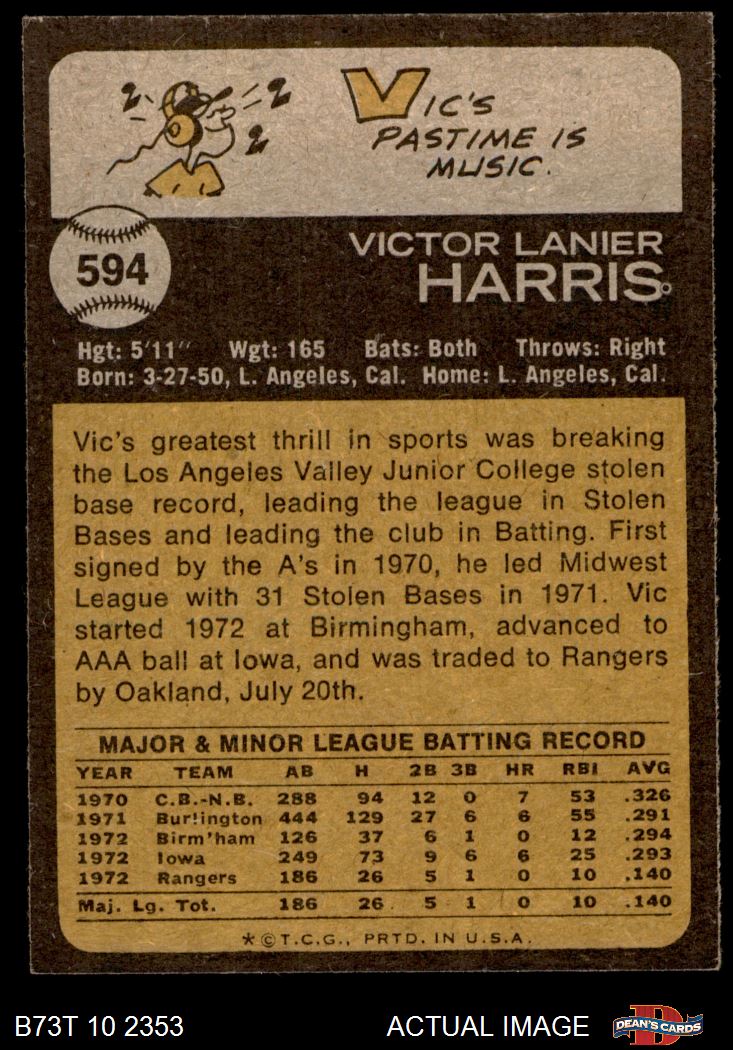 VIC'S
PASTIME IS
MUSIC.
594
VICTOR LANIER
HARRIS
Hgt: 5'11" Wgt: 165 Bats: Both Throws: Right
Born: 3-27-50, L. Angeles, Cal. Home: L. Angeles, Cal.
Vic's greatest thrill in sports was breaking
the Los Angeles Valley Junior College stolen
base record, leading the league in Stolen
Bases and leading the club in Batting. First
signed by the A's in 1970, he led Midwest
League with 31 Stolen Bases in 1971. Vic
started 1972 at Birmingham, advanced to
AAA ball at Iowa, and was traded to Rangers
by Oakland, July 20th.
MAJOR & MINOR LEAGUE BATTING RECORD
YEAR TEAM AB H 2B 3B HR RBI AVG
1970 C.B.-N.B. 288 94 12 0 7 53 .326
1971 Burlington 444 129 27 6 6 55 .291
1972 Birm'ham 126 37 6 1 0 12 .294
1972 Iowa 249 73 9 6 6 25 .293
1972 Rangers 186 26 5 1 0 10 .140
Maj. Lg. Tot. 186 26 5 1 0 10 .140
*©T.C.G., PRTD. IN U.S.A.
B73T 10 2353 ACTUAL IMAGE D DEAN'S CARDS